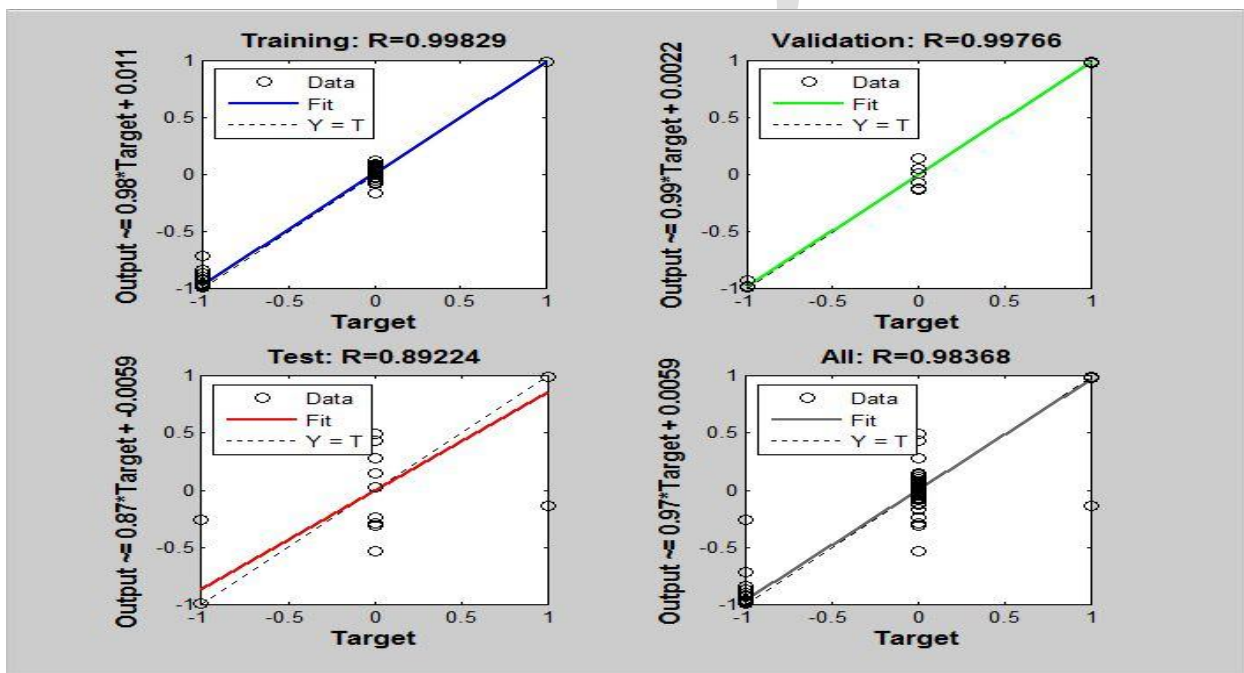 Training: R=0.99829
Output ~= 0.98*Target + 0.011
1
0.5
0
-0.5
-1
Data
Fit
Y = T
-1
-0.5
0
0.5
1
Target
Validation: R=0.99766
Output ~= 0.99*Target + 0.0022
1
0.5
0
-0.5
-1
Data
Fit
Y = T
-1
-0.5
0
0.5
1
Target
Test: R=0.89224
Output ~= 0.87*Target + -0.0059
1
0.5
0
-0.5
-1
Data
Fit
Y = T
-1
-0.5
0
0.5
1
Target
All: R=0.98368
Output ~= 0.97*Target + 0.0059
1
0.5
0
-0.5
-1
Data
Fit
Y = T
-1
-0.5
0
0.5
1
Target